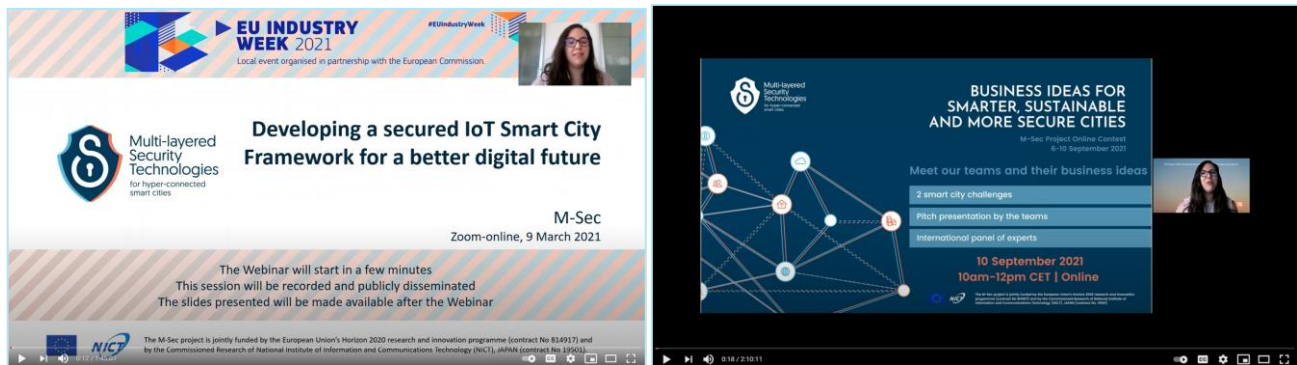 EU INDUSTRY
WEEK 2021
#EUIndustryWeek
Local event organised in partnership with the European Commission.
Multi-layered
Security
Technologies
for hyper-connected
smart cities
Developing a secured IoT Smart City
Framework for a better digital future
M-Sec
Zoom-online, 9 March 2021
The Webinar will start in a few minutes
This session will be recorded and publicly disseminated
The slides presented will be made available after the Webinar
NICT
The M-Sec project is jointly funded by the European Union's Horizon 2020 research and innovation programme (contract No 814917) and
by the Commissioned Research of National Institute of Information and Communications Technology (NICT), JAPAN (contract No 19501).
Multi-layered
Security
Technologies
for hyper-connected
smart cities
BUSINESS IDEAS FOR
SMARTER, SUSTAINABLE
AND MORE SECURE CITIES
M-Sec Project Online Contest
6-10 September 2021
Meet our teams and their business ideas
2 smart city challenges
Pitch presentation by the teams
International panel of experts
10 September 2021
10am-12pm CET | Online
NICT
0:18 / 2:10:11